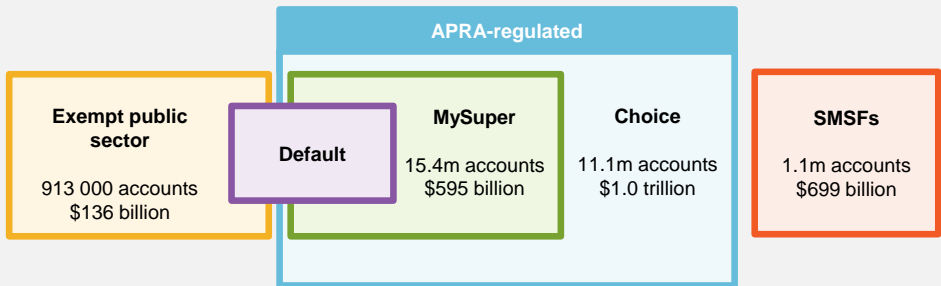 APRA-regulated
Exempt public
sector
913 000 accounts
$136 billion
Default
MySuper
15.4m accounts
$595 billion
Choice
11.1m accounts
$1.0 trillion
SMSFs
1.1m accounts
$699 billion